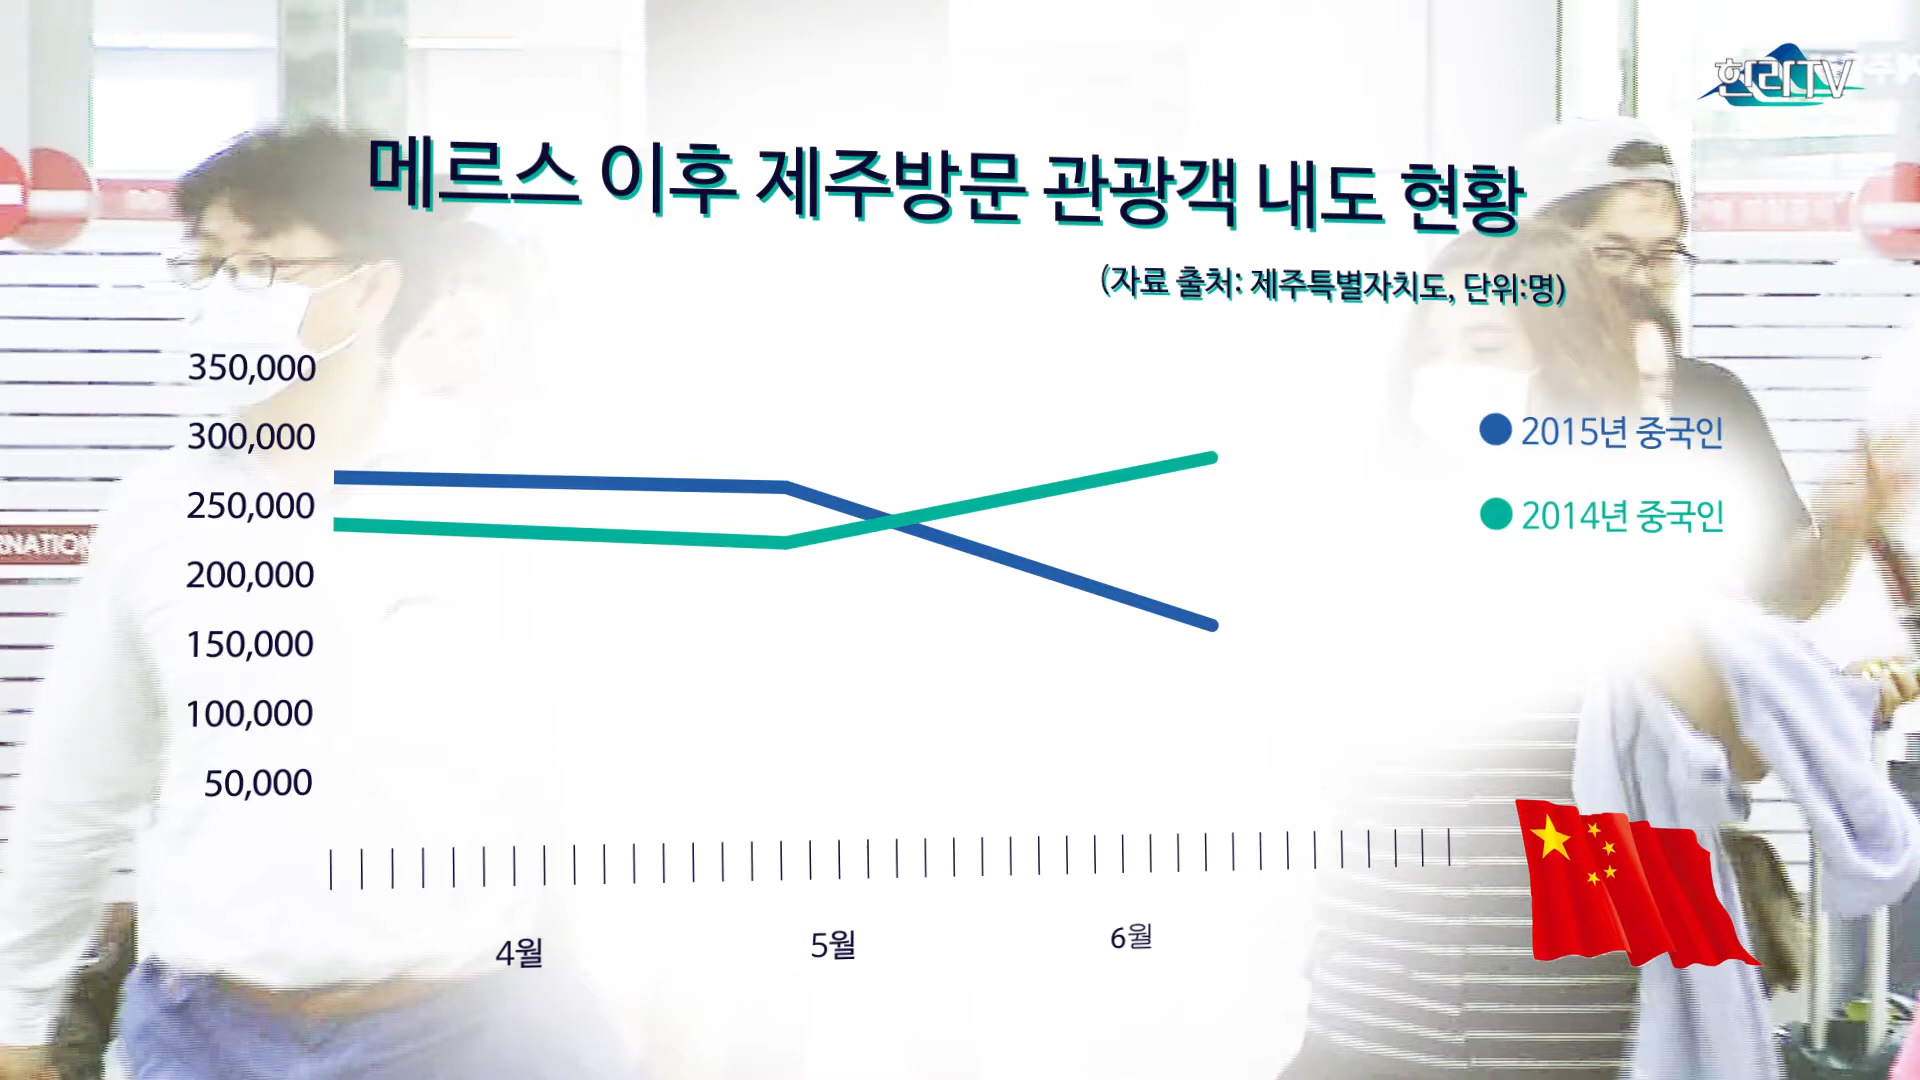 한라TV
메르스 이후 제주방문 관광객 내도 현황
(자료 출처: 제주특별자치도, 단위:명)
350,000
300,000
250,000
200,000
150,000
100,000
50,000
2015년 중국인
2014년 중국인
4월
5월
6월